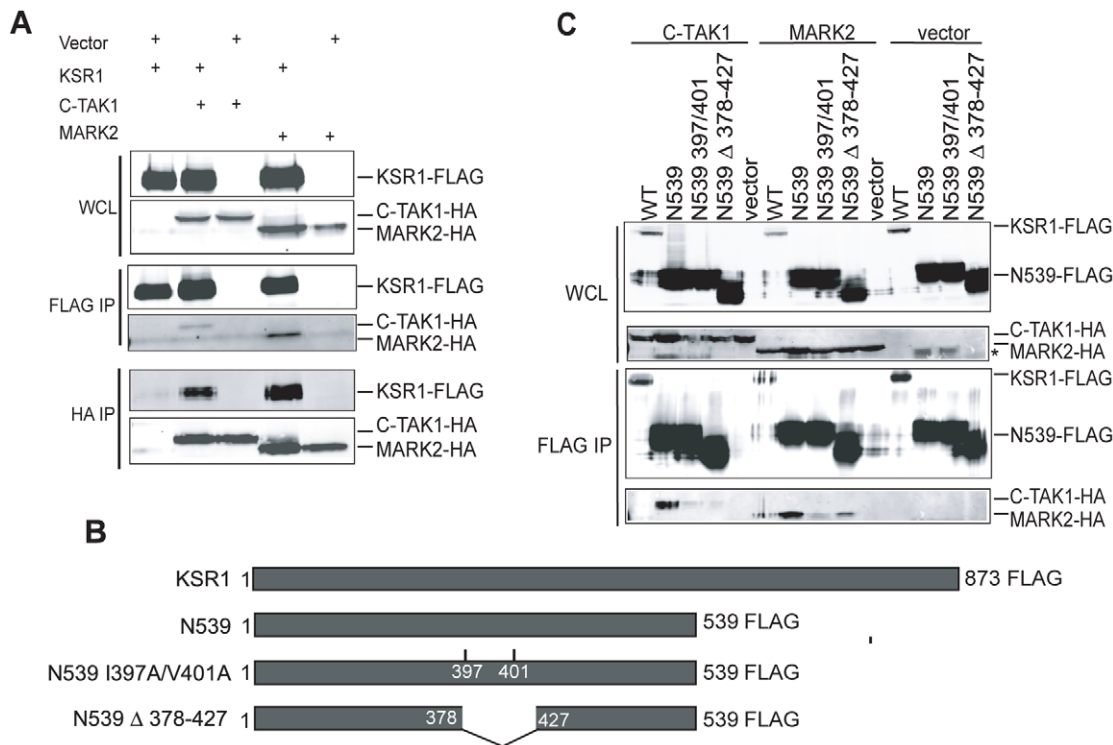 A
Vector + + +
KSR1 + + +
C-TAK1 + +
MARK2 + +
WCL
KSR1-FLAG
C-TAK1-HA
MARK2-HA
FLAG IP
KSR1-FLAG
C-TAK1-HA
MARK2-HA
HA IP
KSR1-FLAG
C-TAK1-HA
MARK2-HA
C
C-TAK1 MARK2 vector
WT
N539
N539 397/401
N539 Δ 378-427
vector
WT
N539
N539 397/401
N539 Δ 378-427
vector
WT
N539
N539 397/401
N539 Δ 378-427
WCL
KSR1-FLAG
N539-FLAG
C-TAK1-HA
MARK2-HA
*
FLAG IP
KSR1-FLAG
N539-FLAG
C-TAK1-HA
MARK2-HA
B
KSR1 1 873 FLAG
N539 1 539 FLAG
N539 I397A/V401A 1 397 401 539 FLAG
N539 Δ 378-427 1 378 427 539 FLAG